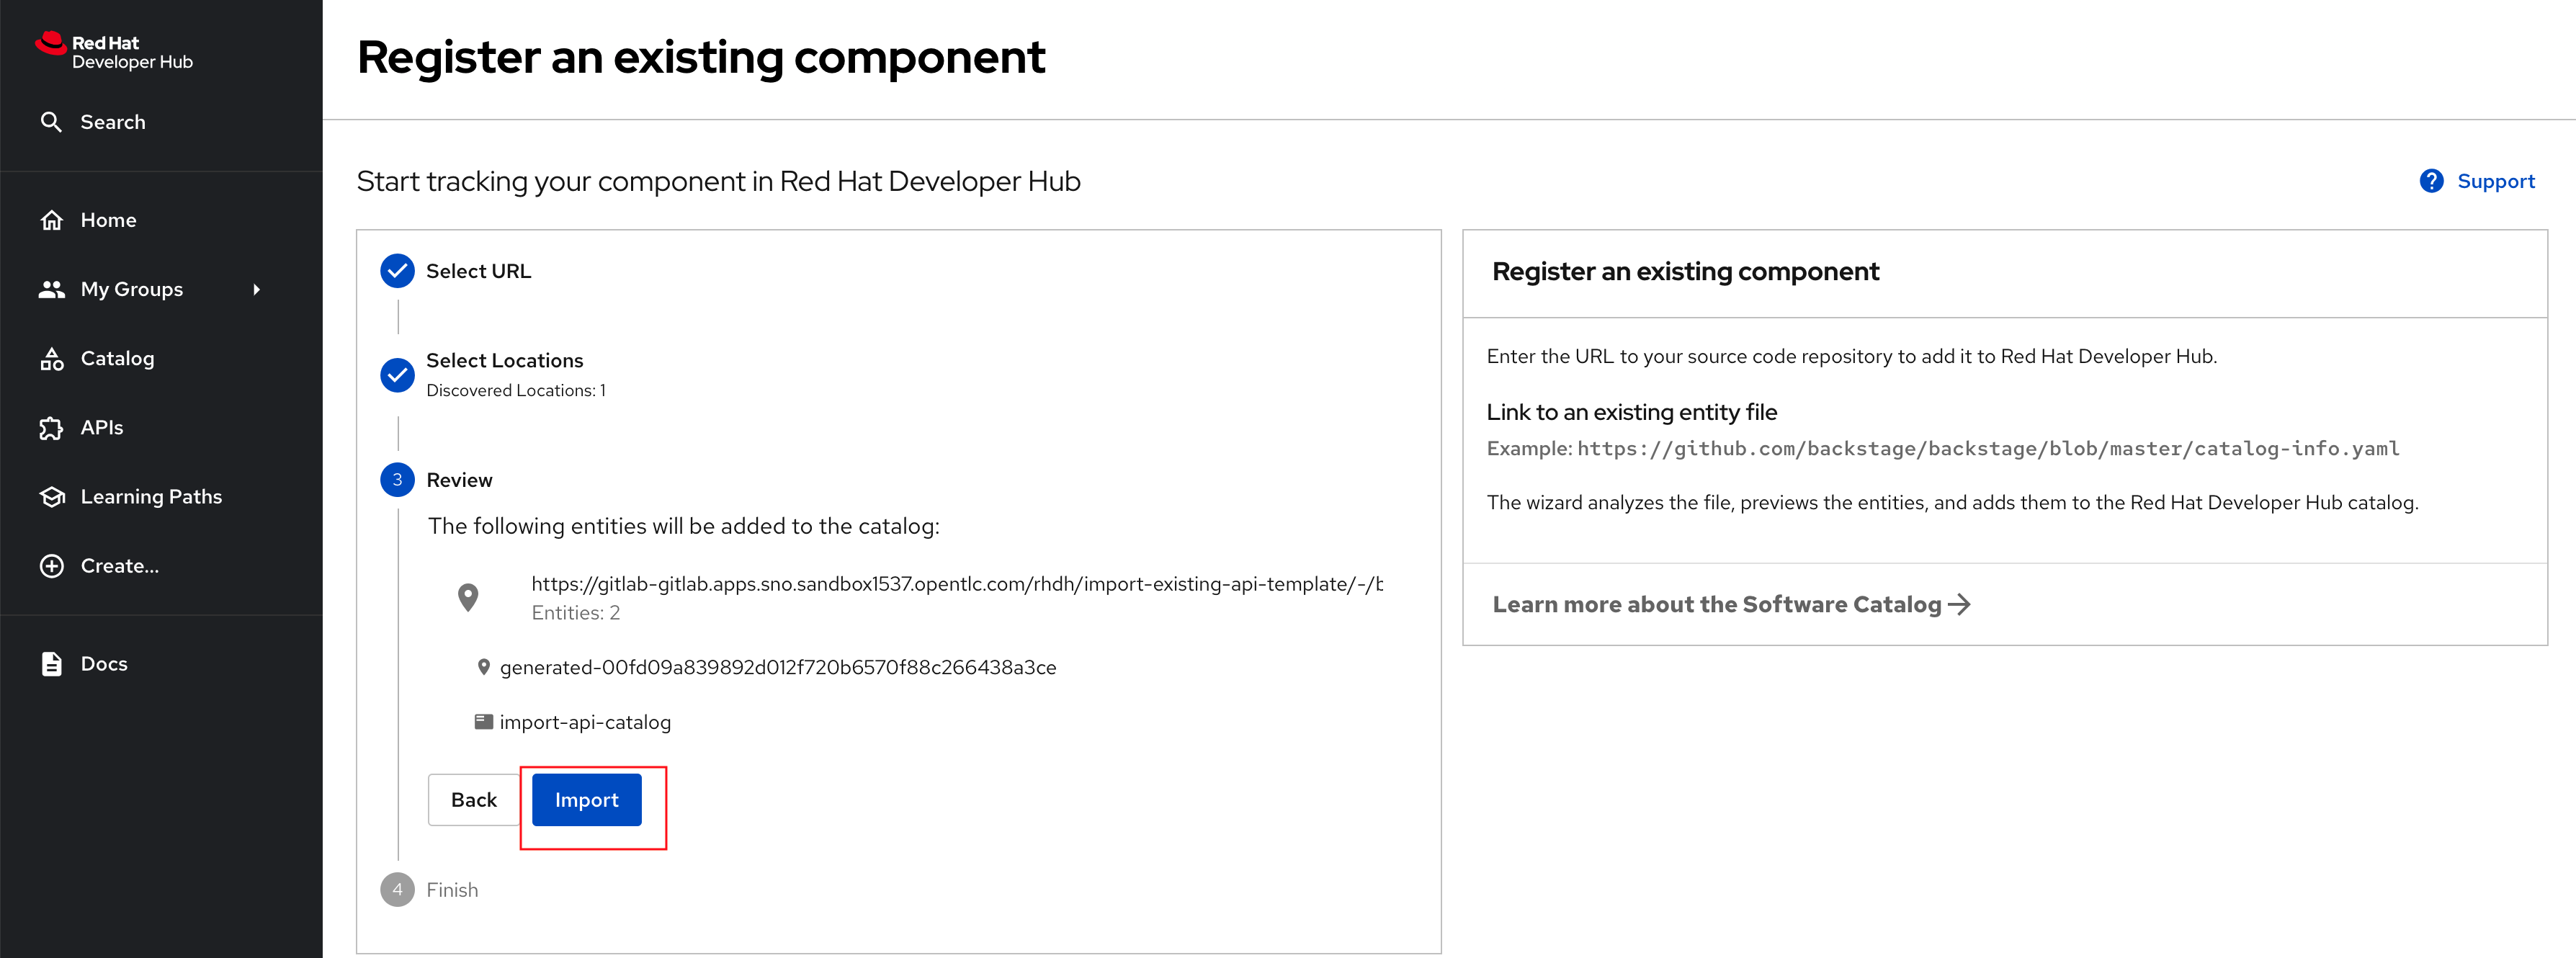 Red Hat
Developer Hub
Search
Home
My Groups
Catalog
APIs
Learning Paths
Create...
Docs
Register an existing component
Start tracking your component in Red Hat Developer Hub
Support
Select URL
Select Locations
Discovered Locations: 1
3 Review
The following entities will be added to the catalog:
https://gitlab-gitlab.apps.sno.sandbox1537.opentlc.com/rhdh/import-existing-api-template/-/b
Entities: 2
generated-00fd09a839892d012f720b6570f88c266438a3ce
import-api-catalog
Back Import
4 Finish
Register an existing component
Enter the URL to your source code repository to add it to Red Hat Developer Hub.
Link to an existing entity file
Example: https://github.com/backstage/backstage/blob/master/catalog-info.yaml
The wizard analyzes the file, previews the entities, and adds them to the Red Hat Developer Hub catalog.
Learn more about the Software Catalog